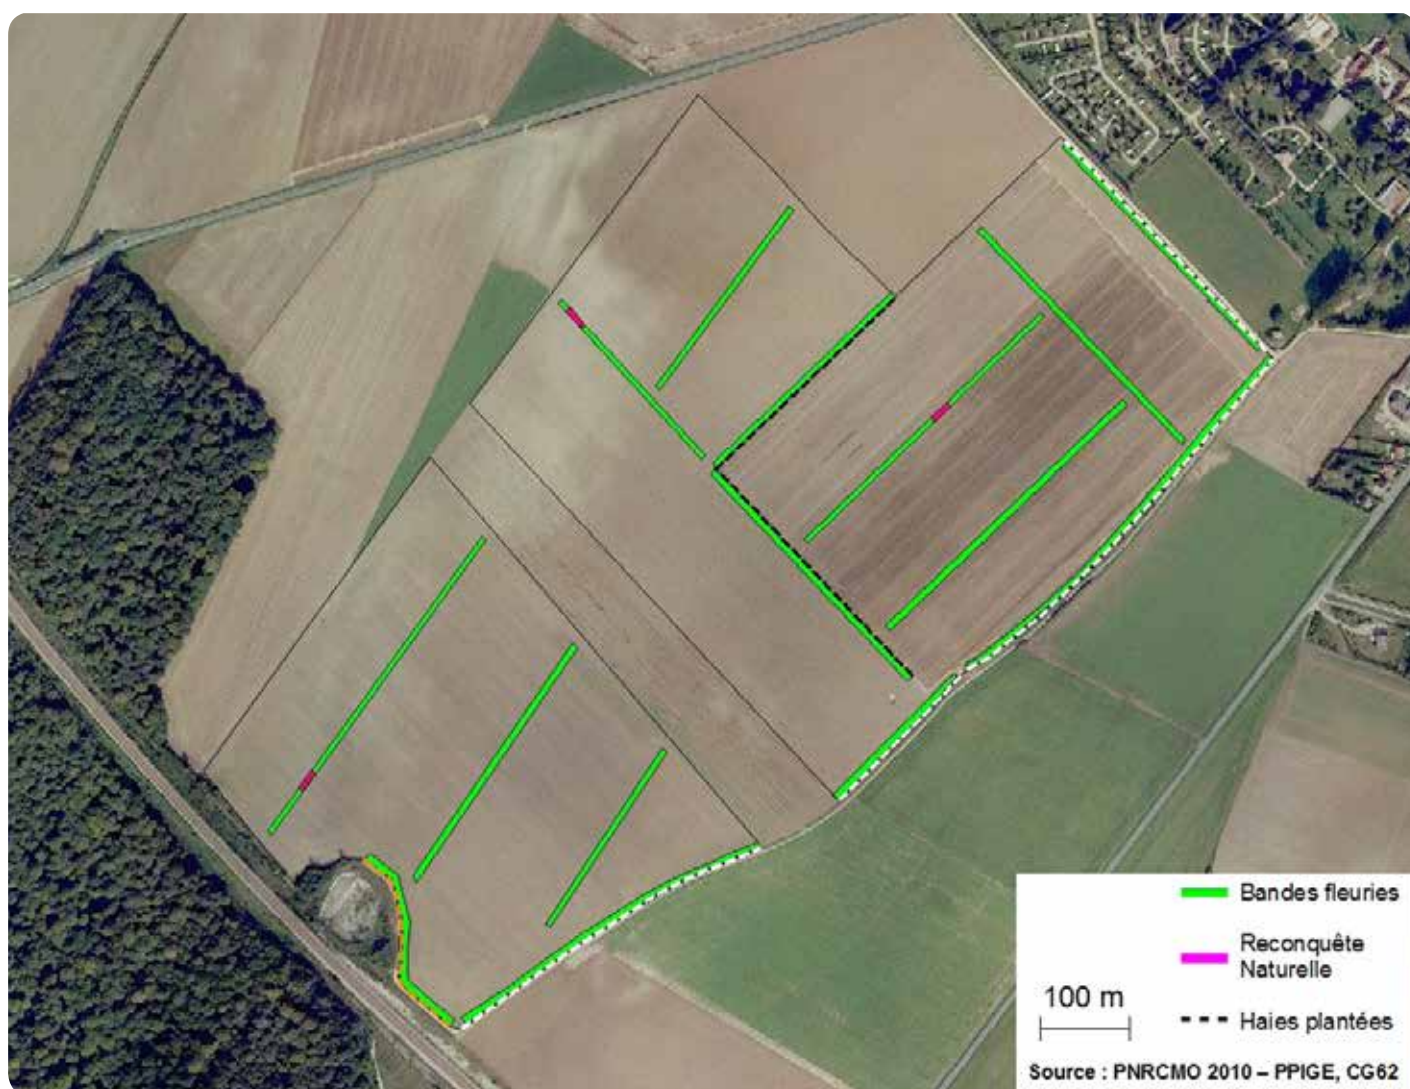 Bandes fleuries
Reconquête
Naturelle
100 m
Haies plantées
Source : PNRCMO 2010 – PPIGE, CG62